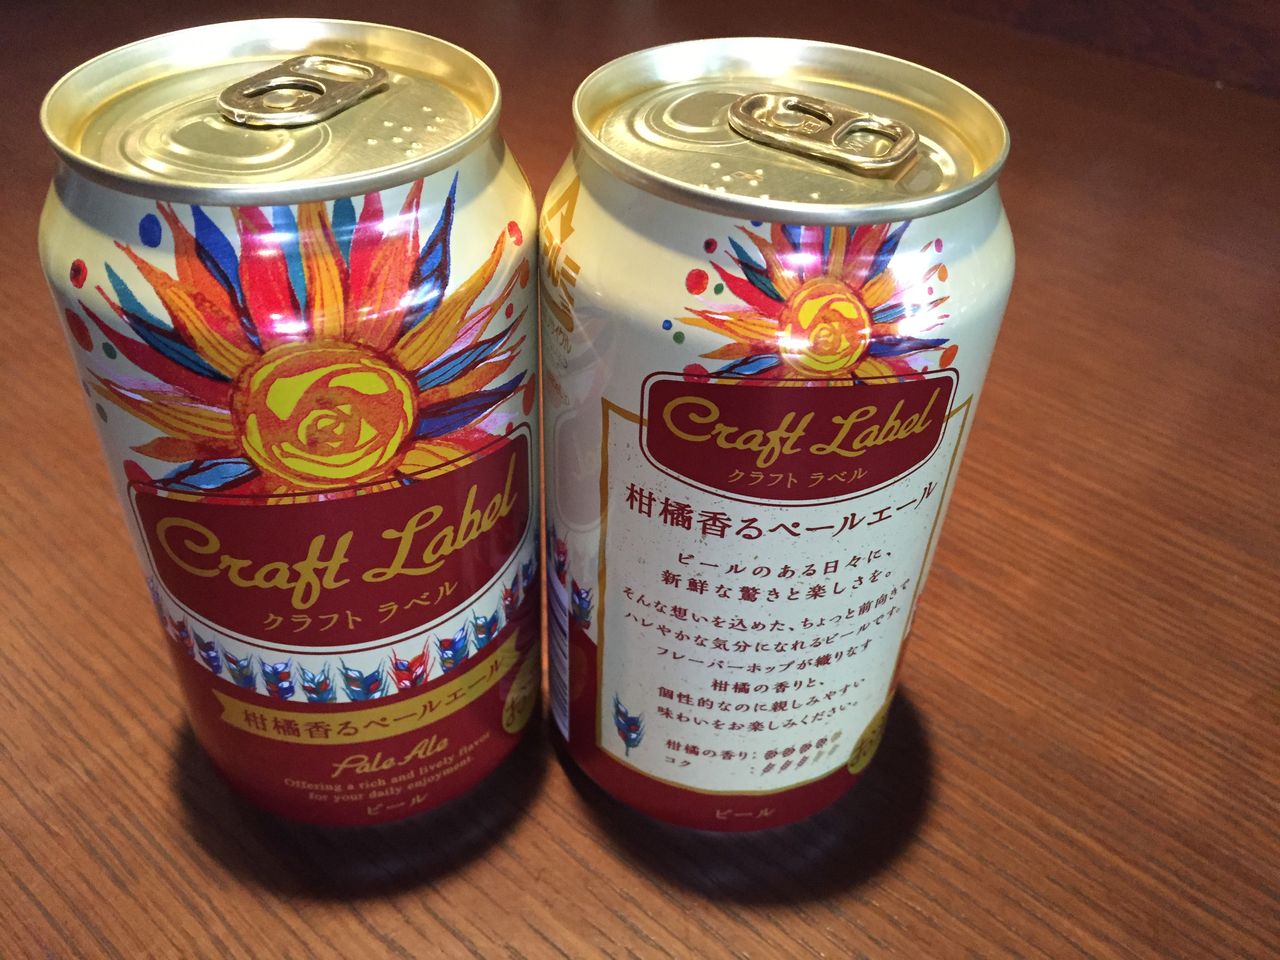 Craft Label
クラフト ラベル
柑橘香るペールエール
Pale Ale
Offering a rich and lively flavor
for your daily enjoyment.
ビール
Craft Label
クラフト ラベル
柑橘香るペールエール
ビールのある日々に、
新鮮な驚きと楽しさを。
そんな想いを込めた、ちょっと前向きで
ハレやかな気分になれるビールです。
フレーバーホップが織りなす
柑橘の香りと、
個性的なのに親しみやすい
味わいをお楽しみください。
柑橘の香り:
コク :
ビール